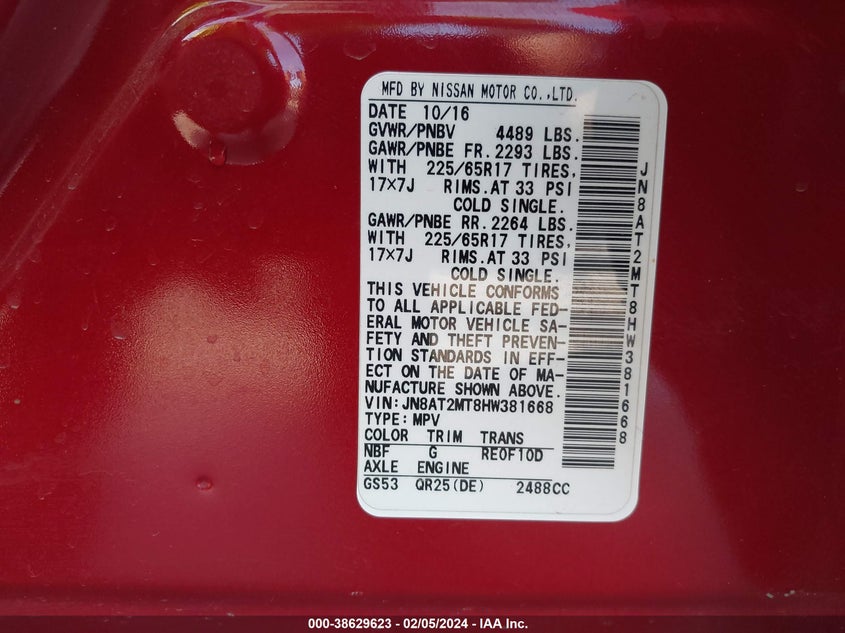 MFD BY NISSAN MOTOR CO.,LTD.
DATE 10/16
GVWR/PNBV 4489 LBS.
GAWR/PNBE FR. 2293 LBS.
WITH 225/65R17 TIRES,
17×7J RIMS.AT 33 PSI
COLD SINGLE.
GAWR/PNBE RR. 2264 LBS.
WITH 225/65R17 TIRES,
17×7J RIMS.AT 33 PSI
COLD SINGLE.
THIS VEHICLE CONFORMS
TO ALL APPLICABLE FED-
ERAL MOTOR VEHICLE SA-
FETY AND THEFT PREVEN-
TION STANDARDS IN EFF-
ECT ON THE DATE OF MA-
NUFACTURE SHOWN ABOVE.
VIN: JN8AT2MT8HW381668
TYPE: MPV
COLOR TRIM TRANS
NBF G RE0F10D
AXLE ENGINE
GS53 QR25(DE) 2488CC
JN8AT2MT8HW381668
000-38629623 - 02/05/2024 - IAA Inc.